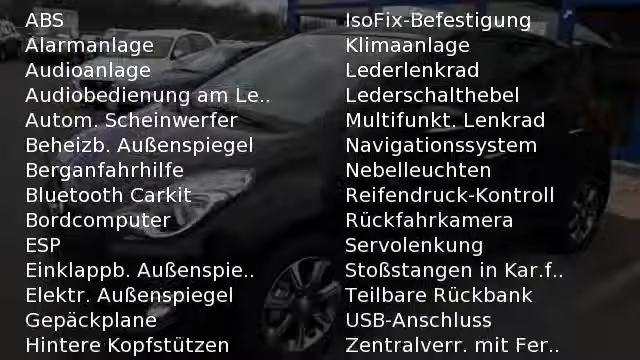 ABS
Alarmanlage
Audioanlage
Audiobedienung am Le..
Autom. Scheinwerfer
Beheizb. Außenspiegel
Berganfahrhilfe
Bluetooth Carkit
Bordcomputer
ESP
Einklappb. Außenspie..
Elektr. Außenspiegel
Gepäckplane
Hintere Kopfstützen
IsoFix-Befestigung
Klimaanlage
Lederlenkrad
Lederschalthebel
Multifunkt. Lenkrad
Navigationssystem
Nebelleuchten
Reifendruck-Kontroll
Rückfahrkamera
Servolenkung
Stoßstangen in Kar.f..
Teilbare Rückbank
USB-Anschluss
Zentralverr. mit Fer..